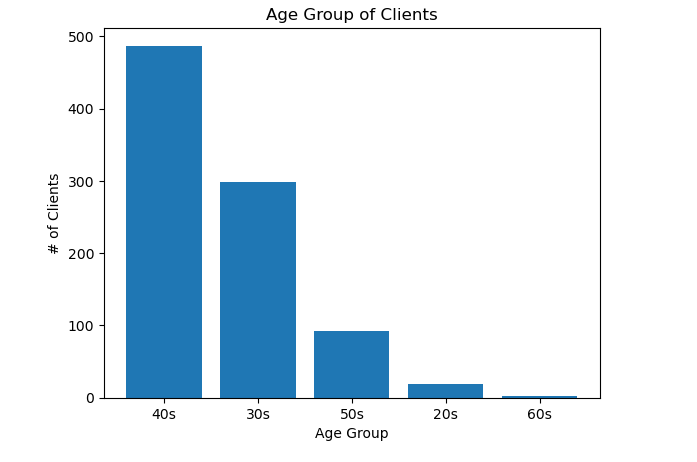 Age Group of Clients
500
400
300
200
100
0
# of Clients
40s 30s 50s 20s 60s
Age Group